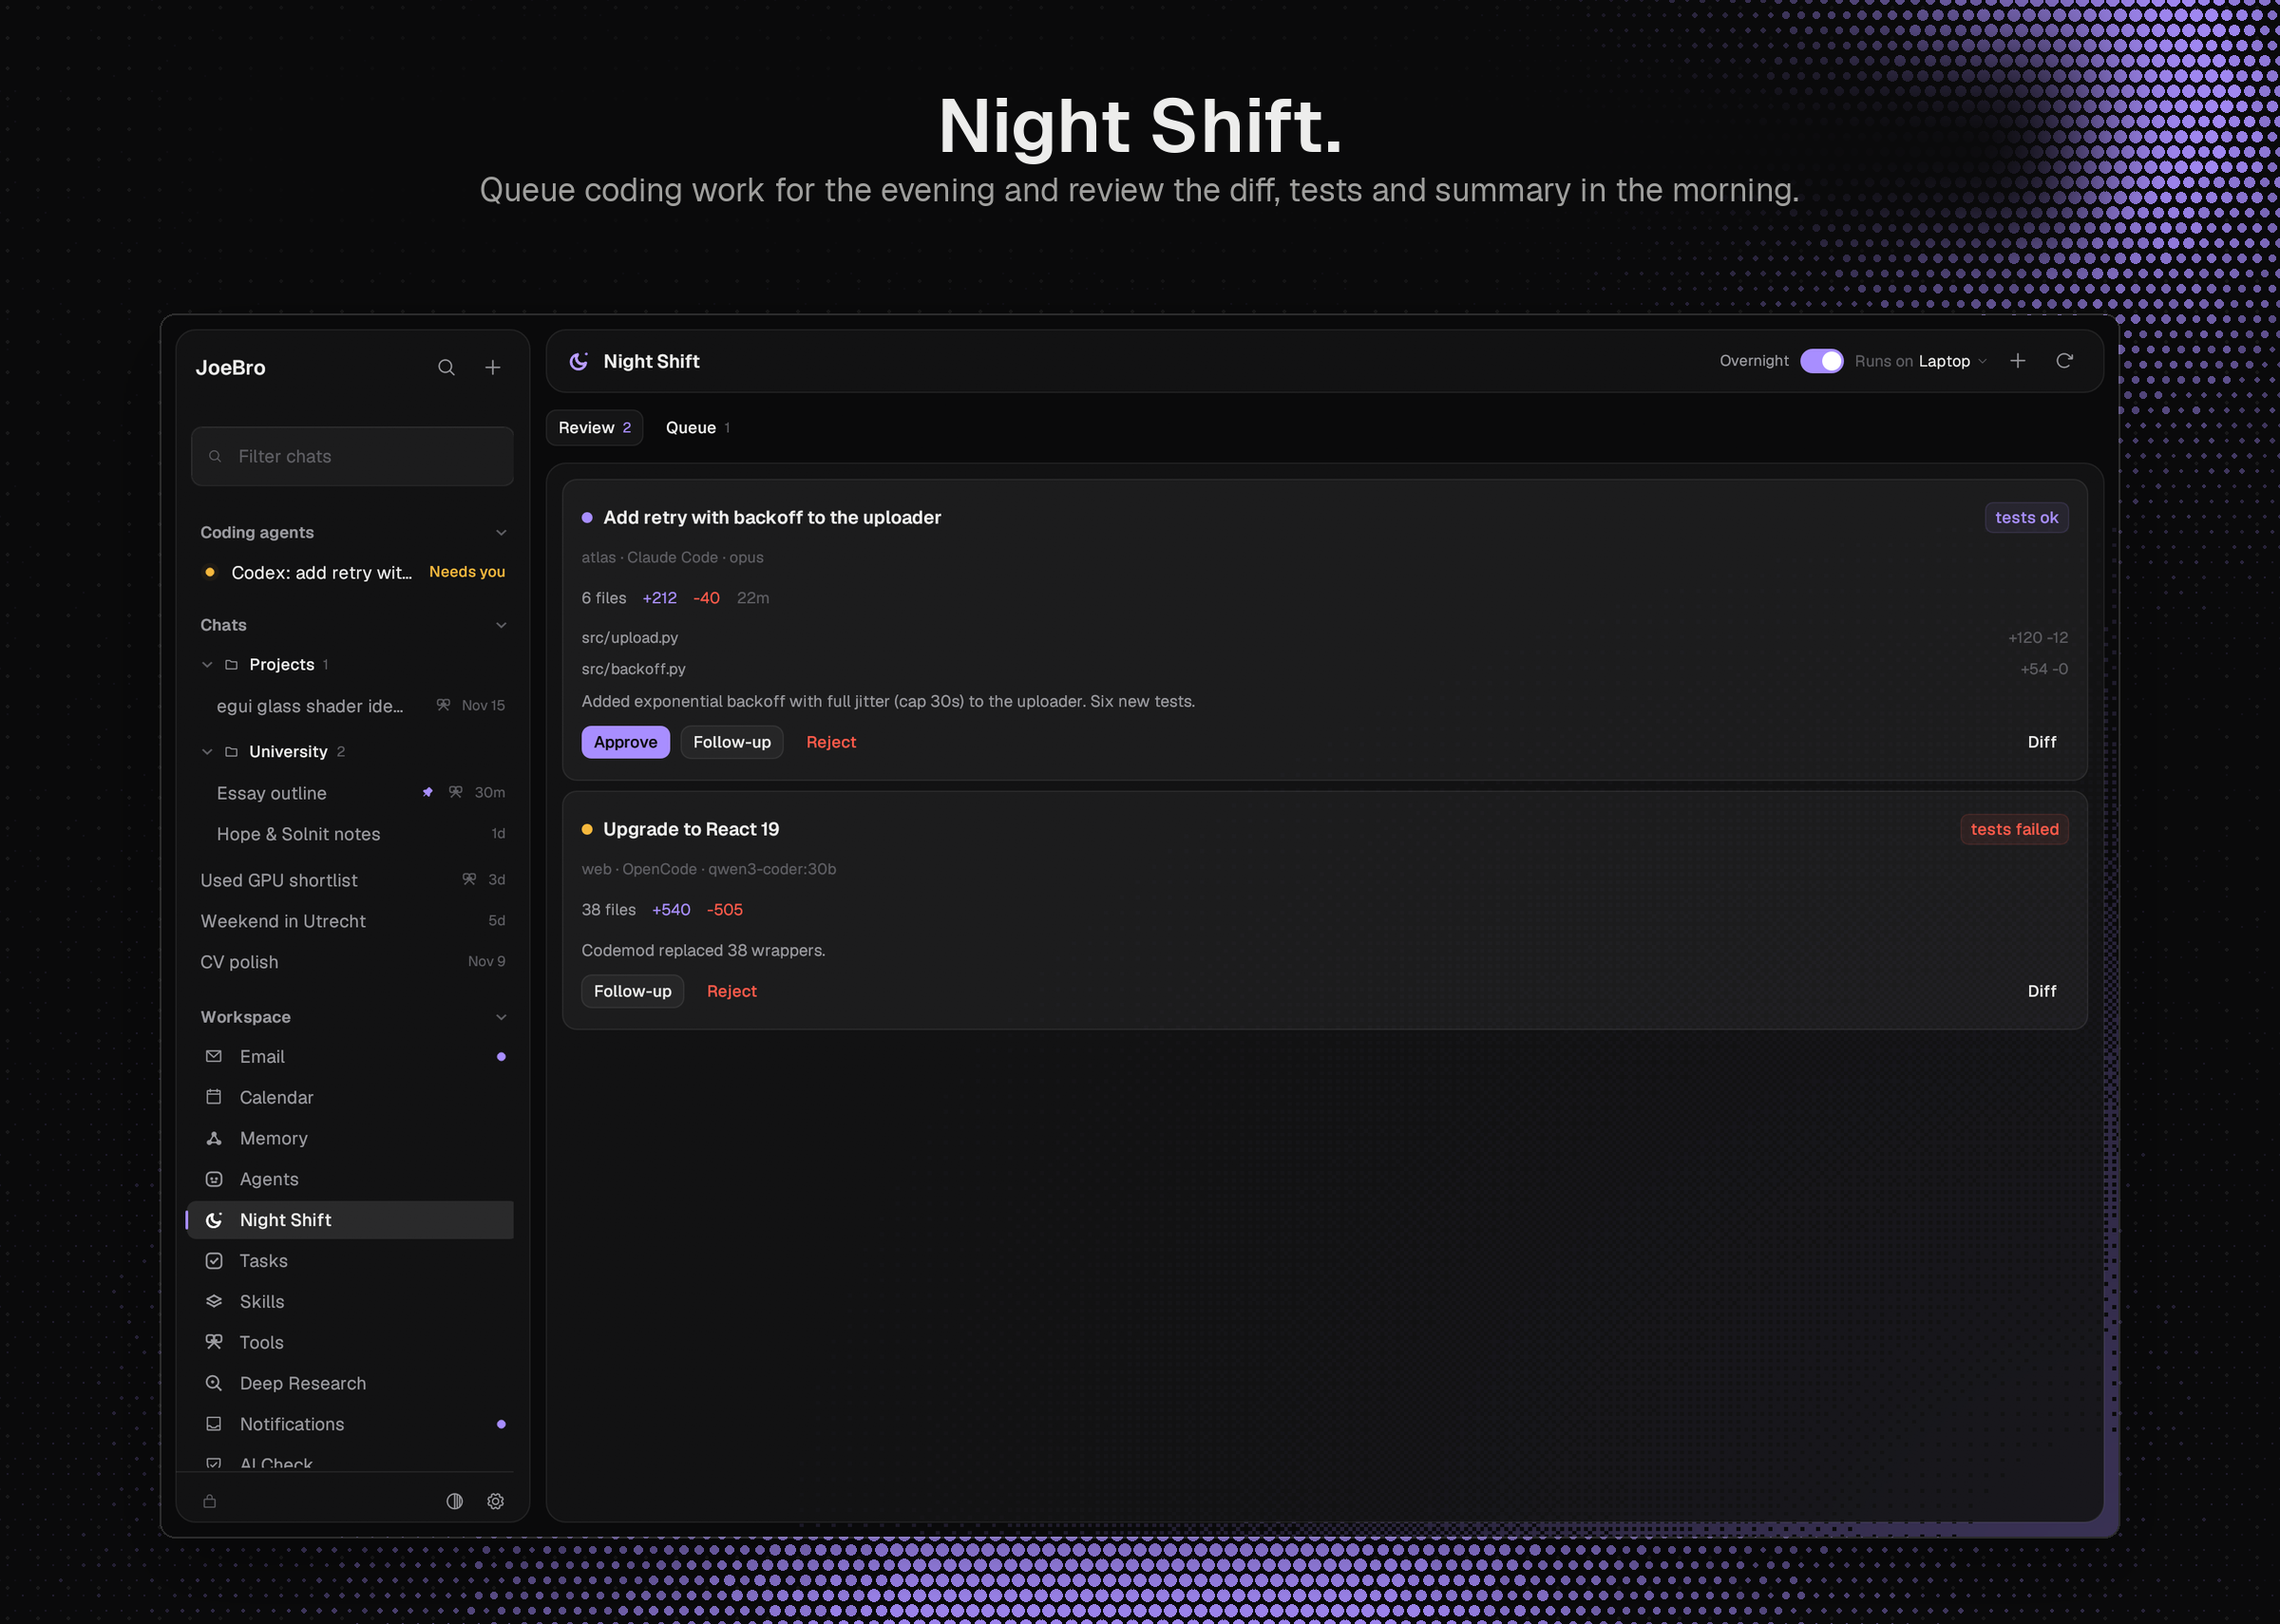 Night Shift.
Queue coding work for the evening and review the diff, tests and summary in the morning.
JoeBro
Filter chats
Coding agents
Codex: add retry wit... Needs you
Chats
Projects 1
egui glass shader ide... Nov 15
University 2
Essay outline 30m
Hope & Solnit notes 1d
Used GPU shortlist 3d
Weekend in Utrecht 5d
CV polish Nov 9
Workspace
Email
Calendar
Memory
Agents
Night Shift
Tasks
Skills
Tools
Deep Research
Notifications
AI Check
Night Shift
Overnight Runs on Laptop
Review 2 Queue 1
Add retry with backoff to the uploader tests ok
atlas · Claude Code · opus
6 files +212 -40 22m
src/upload.py +120 -12
src/backoff.py +54 -0
Added exponential backoff with full jitter (cap 30s) to the uploader. Six new tests.
Approve Follow-up Reject Diff
Upgrade to React 19 tests failed
web · OpenCode · qwen3-coder:30b
38 files +540 -505
Codemod replaced 38 wrappers.
Follow-up Reject Diff